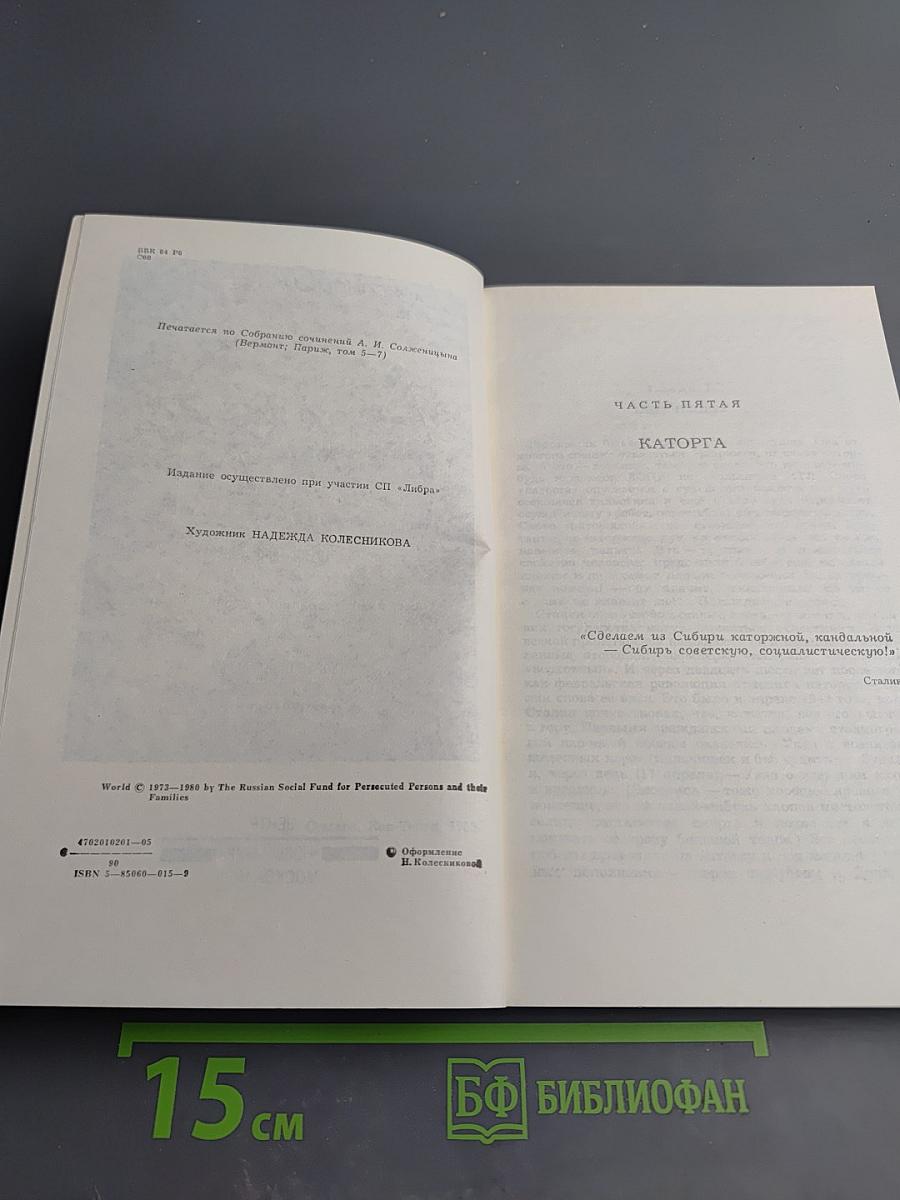 ББК 84 Р6
С60
Печатается по Собранию сочинений А. И. Солженицына
(Вермонт; Париж, том 5—7)
Издание осуществлено при участии СП «Либра»
Художник НАДЕЖДА КОЛЕСНИКОВА
World © 1973—1980 by The Russian Social Fund for Persecuted Persons and their
Families
4702010201—05
90
ISBN 5—85060—015—9
© Оформление
Н. Колесниковой
ЧАСТЬ ПЯТАЯ
КАТОРГА
«Сделаем из Сибири каторжной, кандальной
— Сибирь советскую, социалистическую!»
Сталин
15 см
БФ БИБЛИОФАН